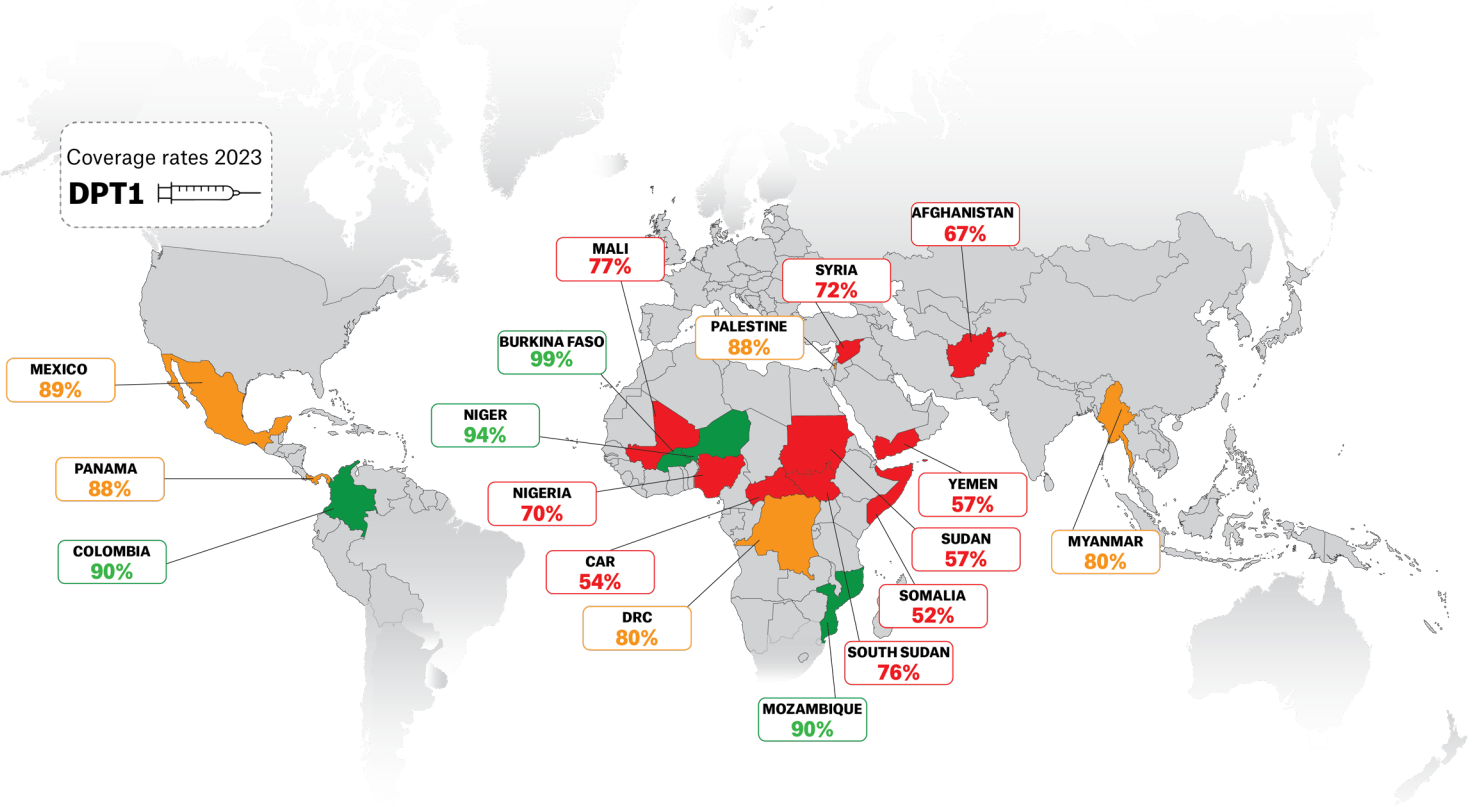 Coverage rates 2023
DPT1
AFGHANISTAN
67%
MALI
77%
SYRIA
72%
PALESTINE
88%
BURKINA FASO
99%
MEXICO
89%
NIGER
94%
PANAMA
88%
NIGERIA
70%
YEMEN
57%
COLOMBIA
90%
SUDAN
57%
MYANMAR
80%
CAR
54%
SOMALIA
52%
DRC
80%
SOUTH SUDAN
76%
MOZAMBIQUE
90%